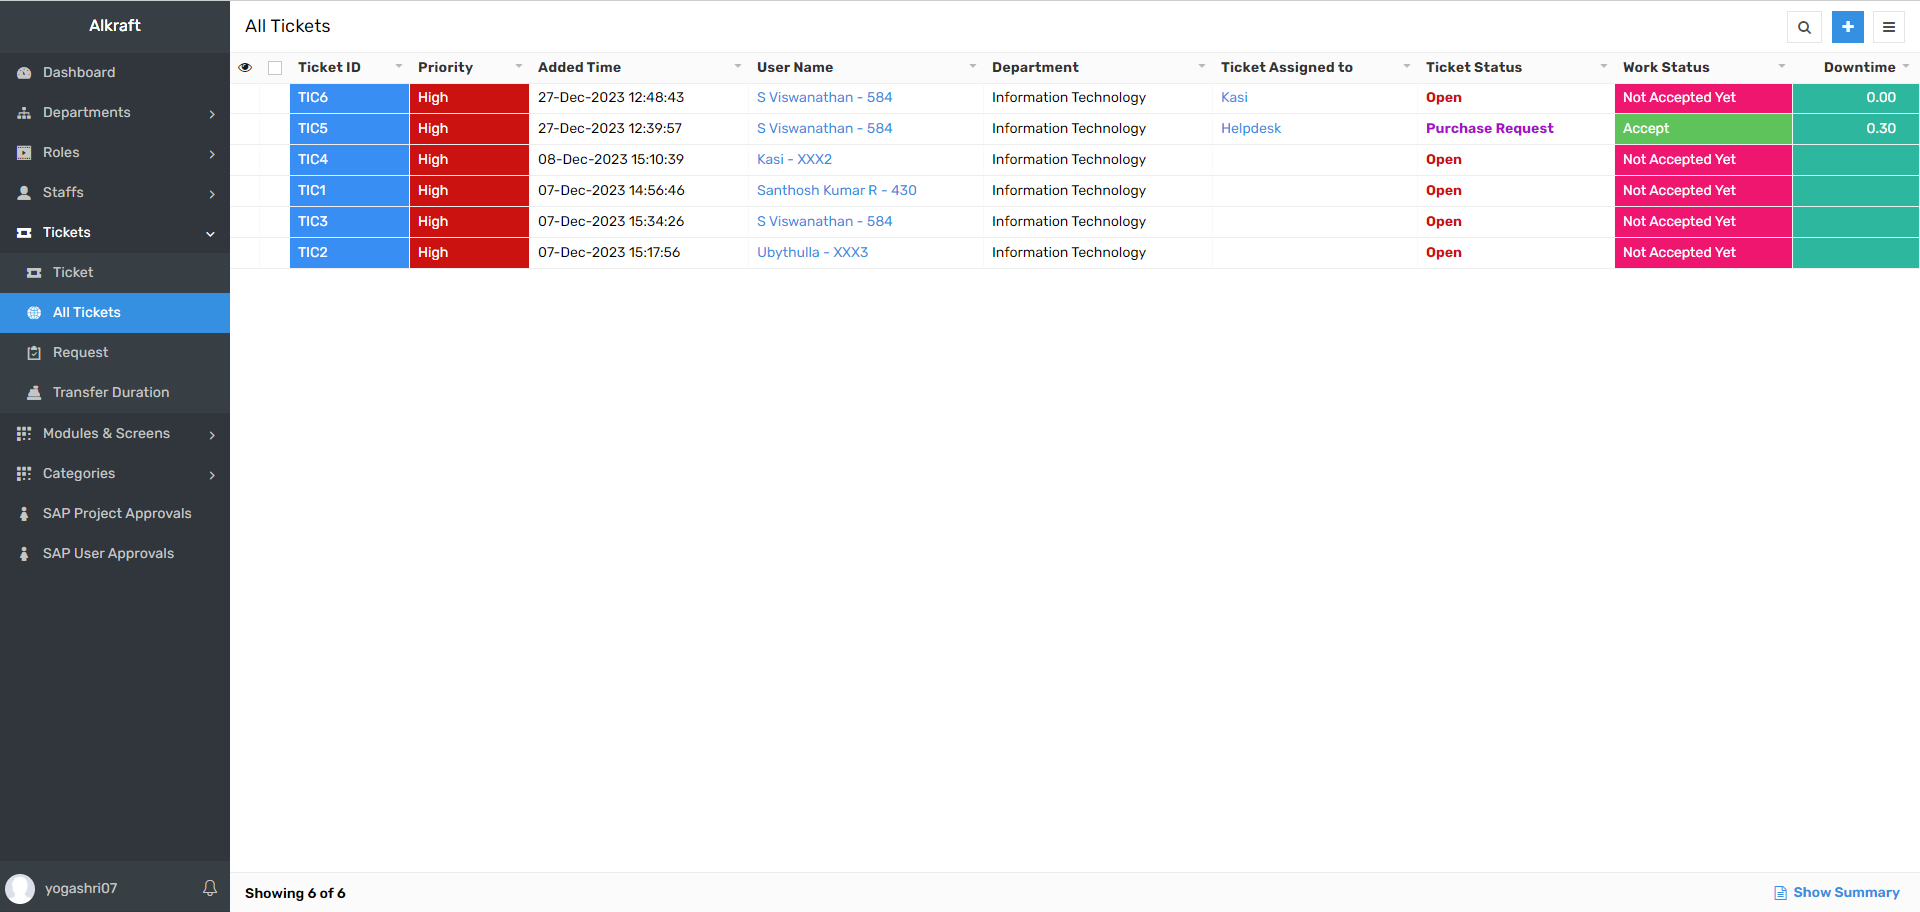 Alkraft
Dashboard
Departments
Roles
Staffs
Tickets
Ticket
All Tickets
Request
Transfer Duration
Modules & Screens
Categories
SAP Project Approvals
SAP User Approvals
yogashri07
All Tickets
Ticket ID Priority Added Time User Name Department Ticket Assigned to Ticket Status Work Status Downtime
TIC6 High 27-Dec-2023 12:48:43 S Viswanathan - 584 Information Technology Kasi Open Not Accepted Yet 0.00
TIC5 High 27-Dec-2023 12:39:57 S Viswanathan - 584 Information Technology Helpdesk Purchase Request Accept 0.30
TIC4 High 08-Dec-2023 15:10:39 Kasi - XXX2 Information Technology Open Not Accepted Yet
TIC1 High 07-Dec-2023 14:56:46 Santhosh Kumar R - 430 Information Technology Open Not Accepted Yet
TIC3 High 07-Dec-2023 15:34:26 S Viswanathan - 584 Information Technology Open Not Accepted Yet
TIC2 High 07-Dec-2023 15:17:56 Ubythulla - XXX3 Information Technology Open Not Accepted Yet
Showing 6 of 6
Show Summary